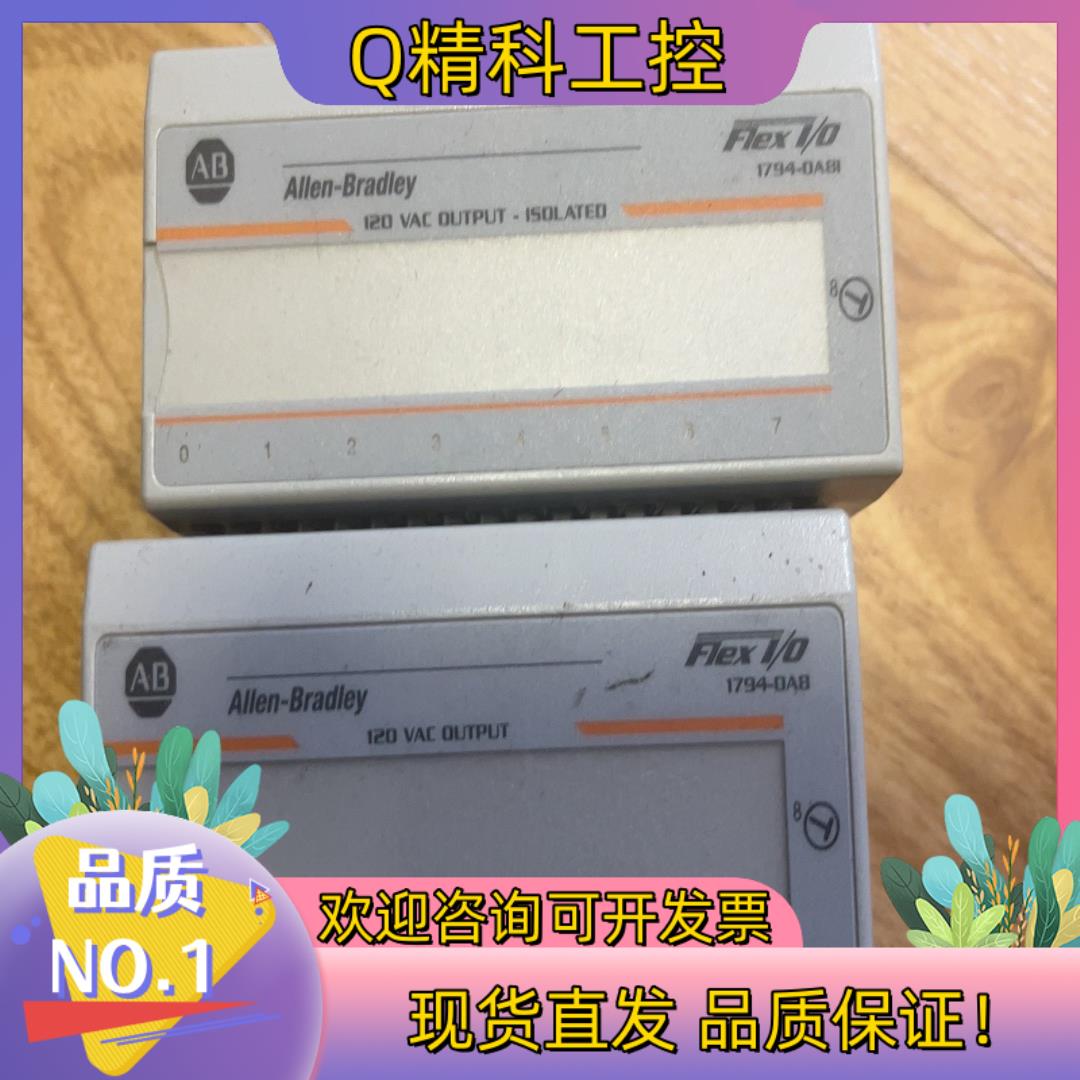 Q精科工控
AB
Allen-Bradley
Flex I/O
1794-OA8I
120 VAC OUTPUT - ISOLATED
8
0 1 2 3 4 5 6 7
AB
Allen-Bradley
Flex I/O
1794-OA8
120 VAC OUTPUT
8
品质
NO.1
欢迎咨询可开发票
现货直发 品质保证!